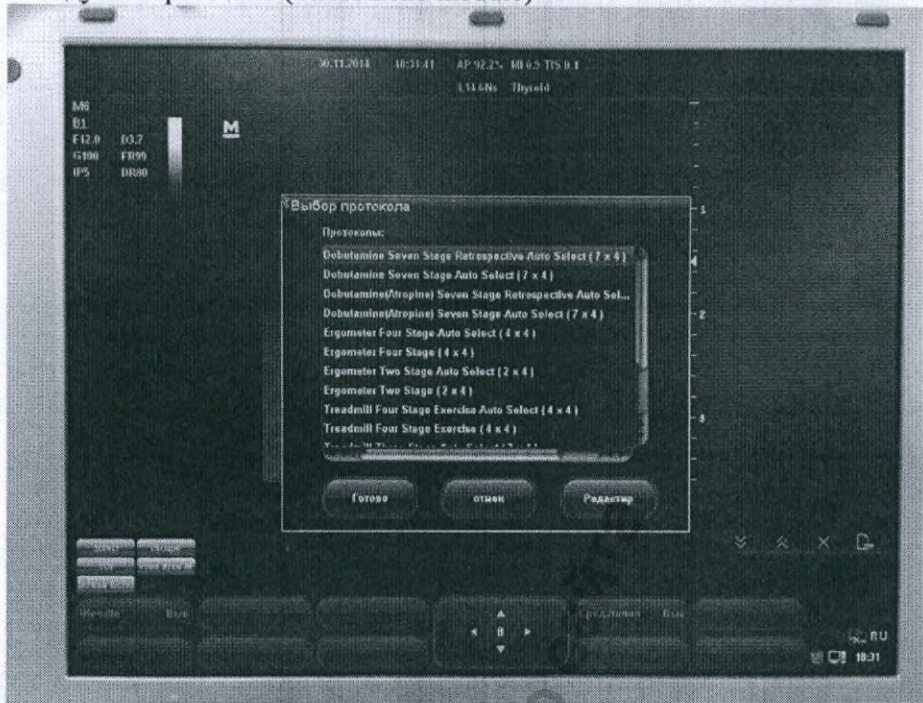 30.11.2018 18:31:41 AP 92.2% MI 0.5 TIS 0.1
L14-6Ns Thyroid
M6
B1
F12.0 D3.7
G100 FR99
IP5 DR80
M
Выбор протокола
Протоколы:
Dobutamine Seven Stage Retrospective Auto Select ( 7 x 4 )
Dobutamine Seven Stage Auto Select ( 7 x 4 )
Dobutamine(Atropine) Seven Stage Retrospective Auto Sel...
Dobutamine(Atropine) Seven Stage Auto Select ( 7 x 4 )
Ergometer Four Stage Auto Select ( 4 x 4 )
Ergometer Four Stage ( 4 x 4 )
Ergometer Two Stage Auto Select ( 2 x 4 )
Ergometer Two Stage ( 2 x 4 )
Treadmill Four Stage Exercise Auto Select ( 4 x 4 )
Treadmill Four Stage Exercise ( 4 x 4 )
1
2
3
Готово отмен Редактир
B
RU
18:31